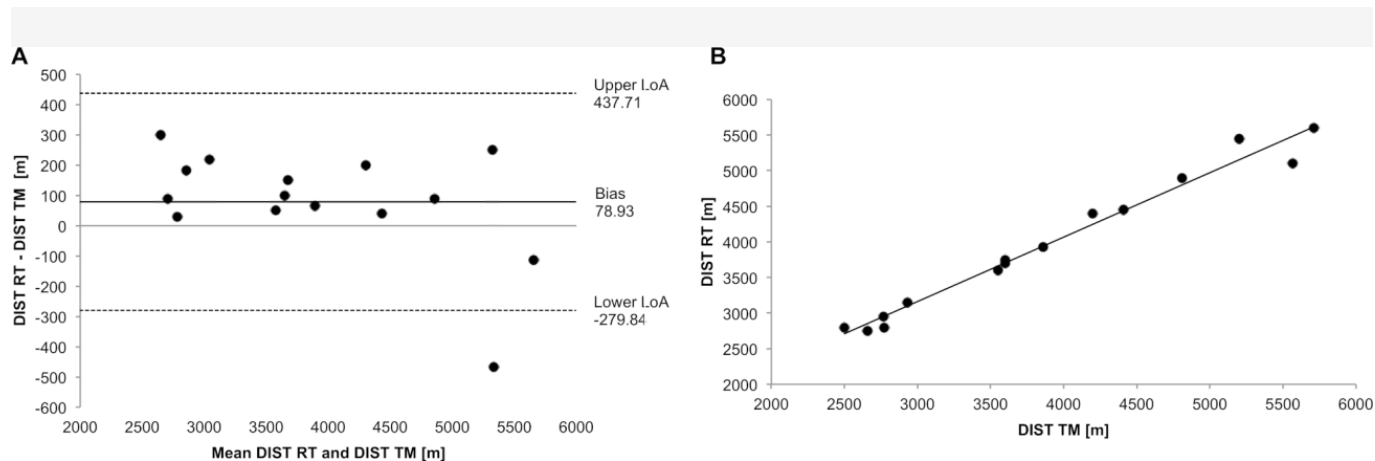 A
500
400
300
200
100
0
-100
-200
-300
-400
-500
-600
DIST RT - DIST TM [m]
2000 2500 3000 3500 4000 4500 5000 5500 6000
Mean DIST RT and DIST TM [m]
Upper LoA
437.71
Bias
78.93
Lower LoA
-279.84
B
6000
5500
5000
4500
4000
3500
3000
2500
2000
DIST RT [m]
2000 2500 3000 3500 4000 4500 5000 5500 6000
DIST TM [m]